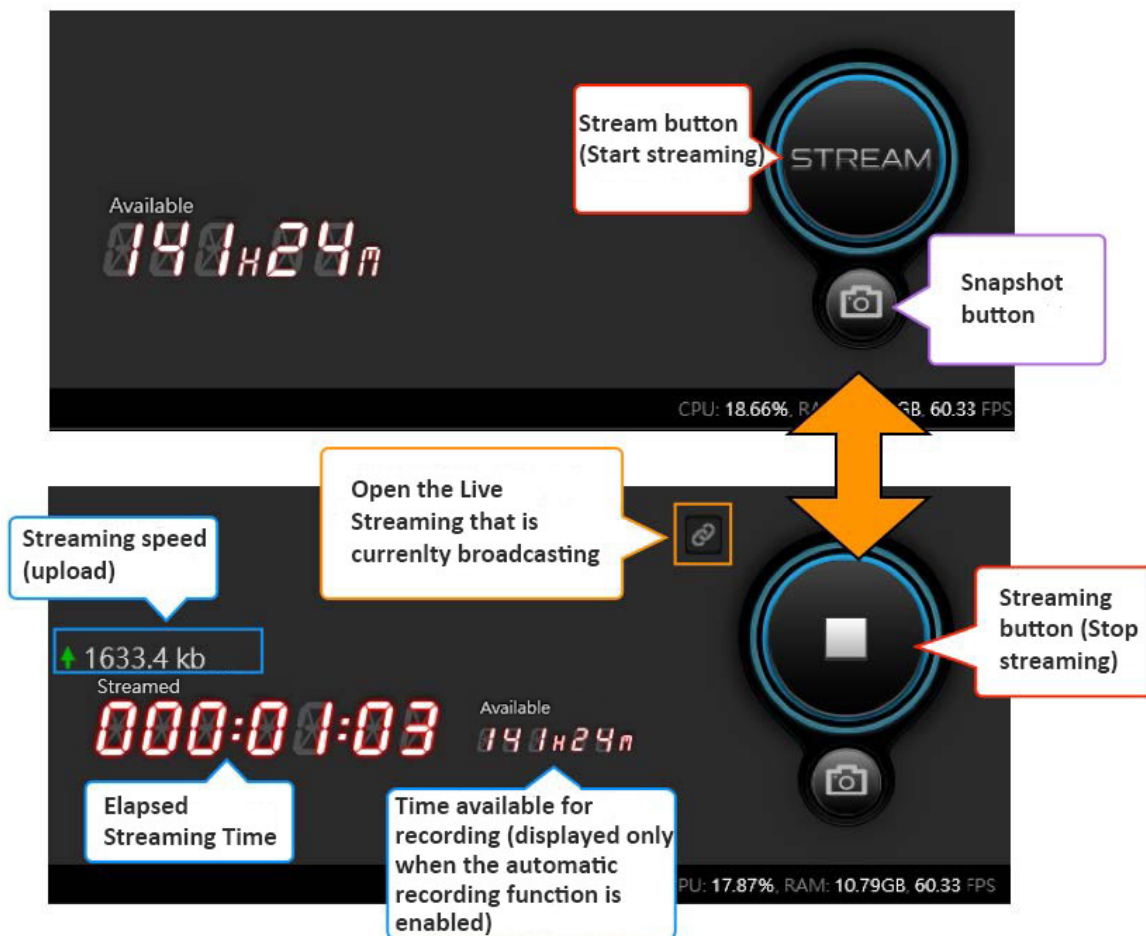 Stream button
(Start streaming)
STREAM
Available
141H24M
Snapshot
button
CPU: 18.66%, GB, 60.33 FPS
Open the Live
Streaming that is
currenlty broadcasting
Streaming speed
(upload)
1633.4 kb
Streamed
000:01:03
Available
141H24M
Streaming
button (Stop
streaming)
Elapsed
Streaming Time
Time available for
recording (displayed only
when the automatic
recording function is
enabled)
PU: 17.87%, RAM: 10.79GB, 60.33 FPS